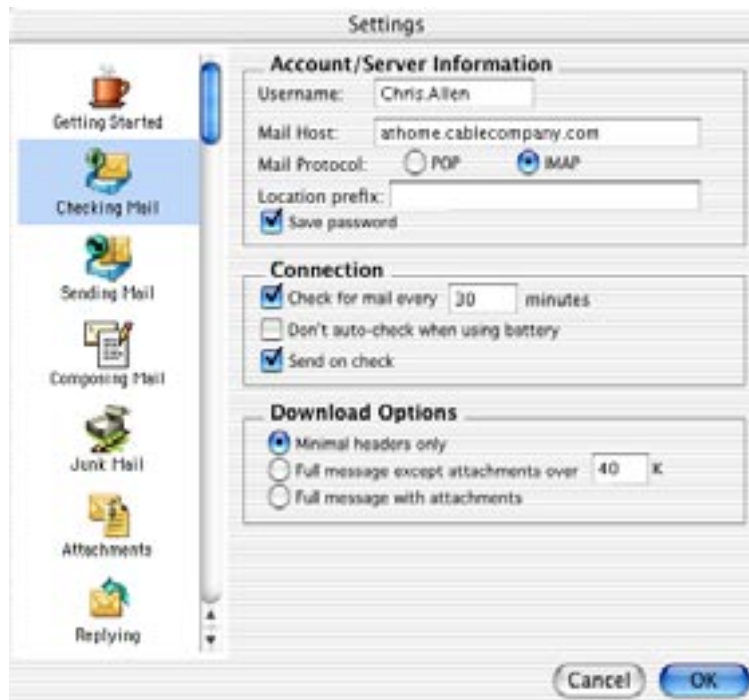 Settings
Getting Started
Checking Mail
Sending Mail
Composing Mail
Junk Mail
Attachments
Replying
Account/Server Information
Username: Chris.Allen
Mail Host: athome.cablecompany.com
Mail Protocol: POP IMAP
Location prefix:
Save password
Connection
Check for mail every 30 minutes
Don't auto-check when using battery
Send on check
Download Options
Minimal headers only
Full message except attachments over 40 K
Full message with attachments
Cancel OK